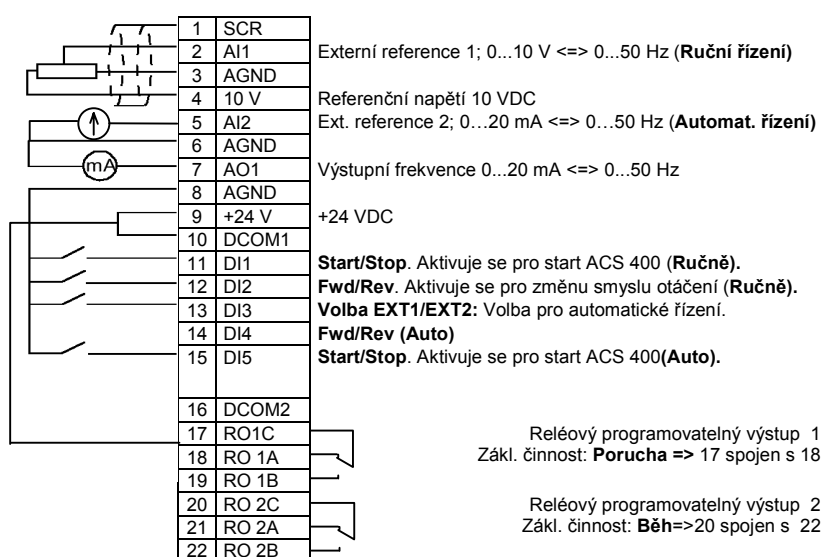 1 SCR
2 AI1 Externí reference 1; 0...10 V <=> 0...50 Hz (Ruční řízení)
3 AGND
4 10 V Referenční napětí 10 VDC
5 AI2 Ext. reference 2; 0…20 mA <=> 0…50 Hz (Automat. řízení)
6 AGND
mA 7 AO1 Výstupní frekvence 0...20 mA <=> 0...50 Hz
8 AGND
9 +24 V +24 VDC
10 DCOM1
11 DI1 Start/Stop. Aktivuje se pro start ACS 400 (Ručně).
12 DI2 Fwd/Rev. Aktivuje se pro změnu smyslu otáčení (Ručně).
13 DI3 Volba EXT1/EXT2: Volba pro automatické řízení.
14 DI4 Fwd/Rev (Auto)
15 DI5 Start/Stop. Aktivuje se pro start ACS 400(Auto).
16 DCOM2
17 RO1C Reléový programovatelný výstup 1
18 RO 1A Zákl. činnost: Porucha => 17 spojen s 18
19 RO 1B
20 RO 2C Reléový programovatelný výstup 2
21 RO 2A Zákl. činnost: Běh=>20 spojen s 22
22 RO 2B